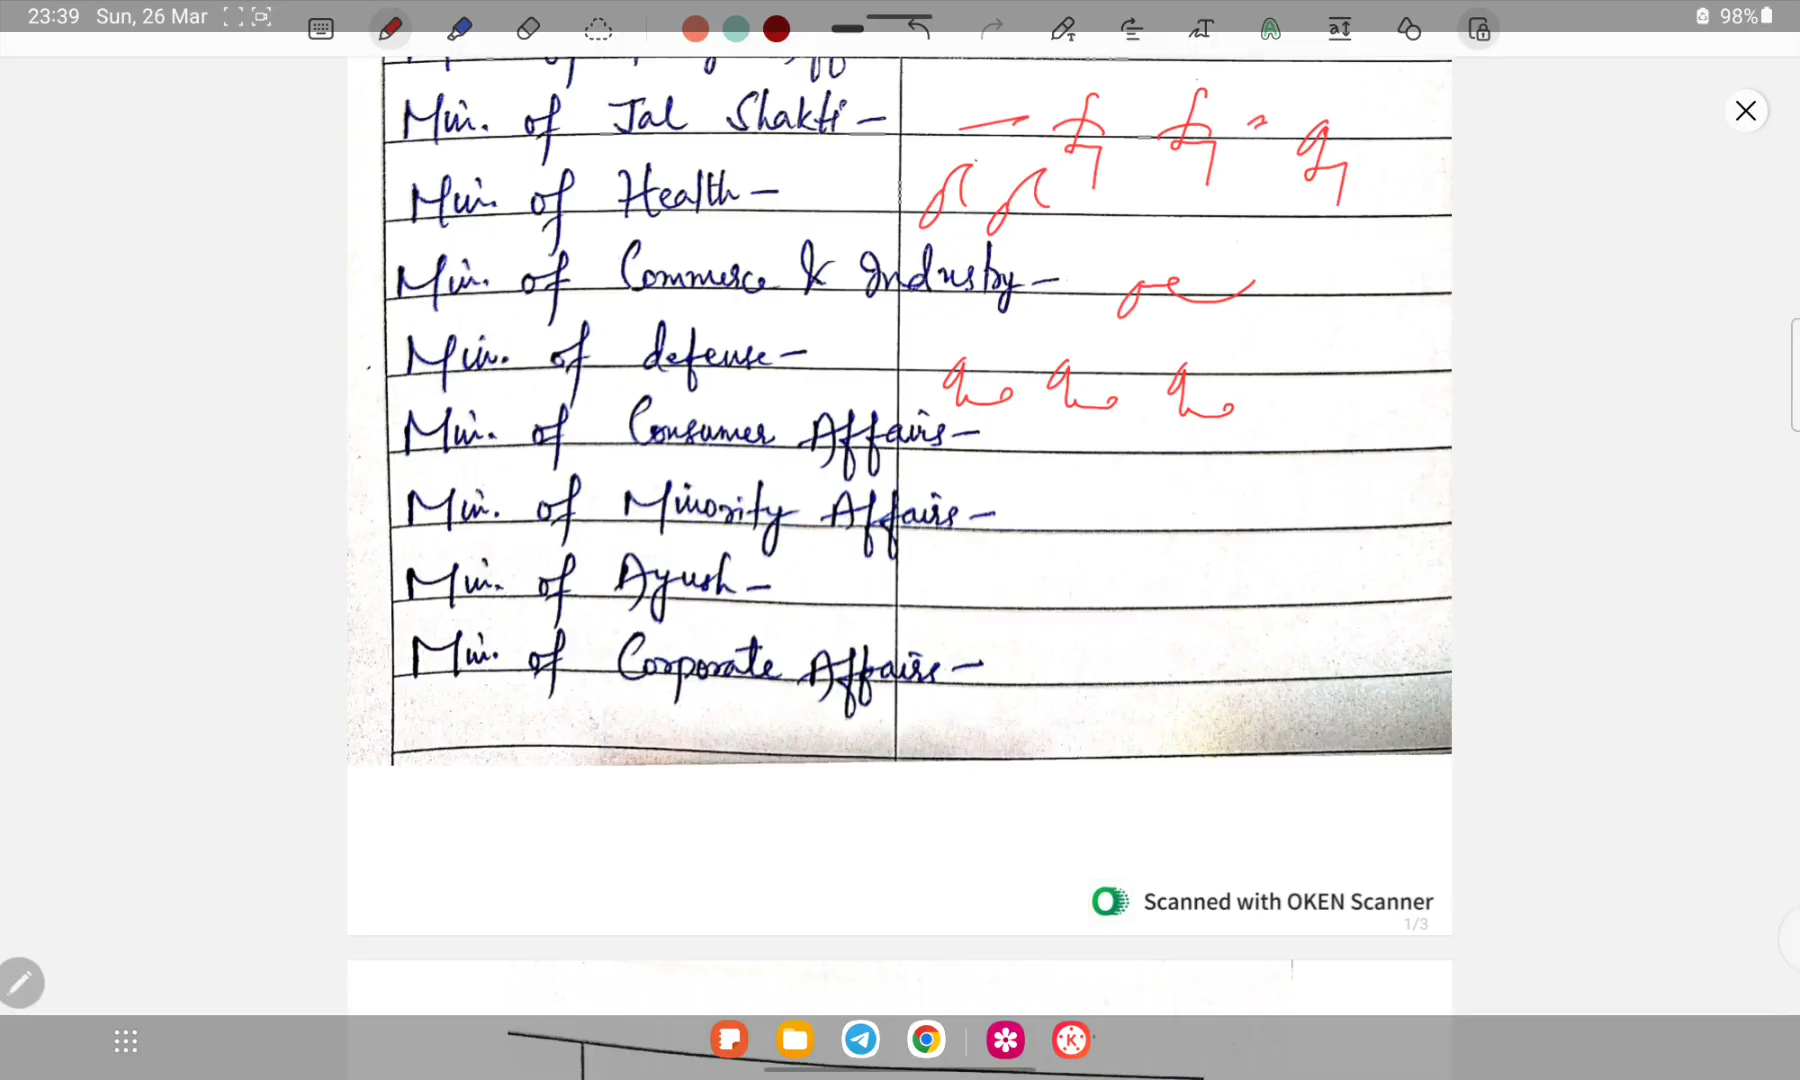 23:39 Sun, 26 Mar 98%
Min. of Jal Shakti -
Min. of Health -
Min. of Commerce & Industry -
Min. of defense -
Min. of Consumer Affairs -
Min. of Minority Affairs -
Min. of Ayush -
Min. of Corporate Affairs -
Scanned with OKEN Scanner
1/3